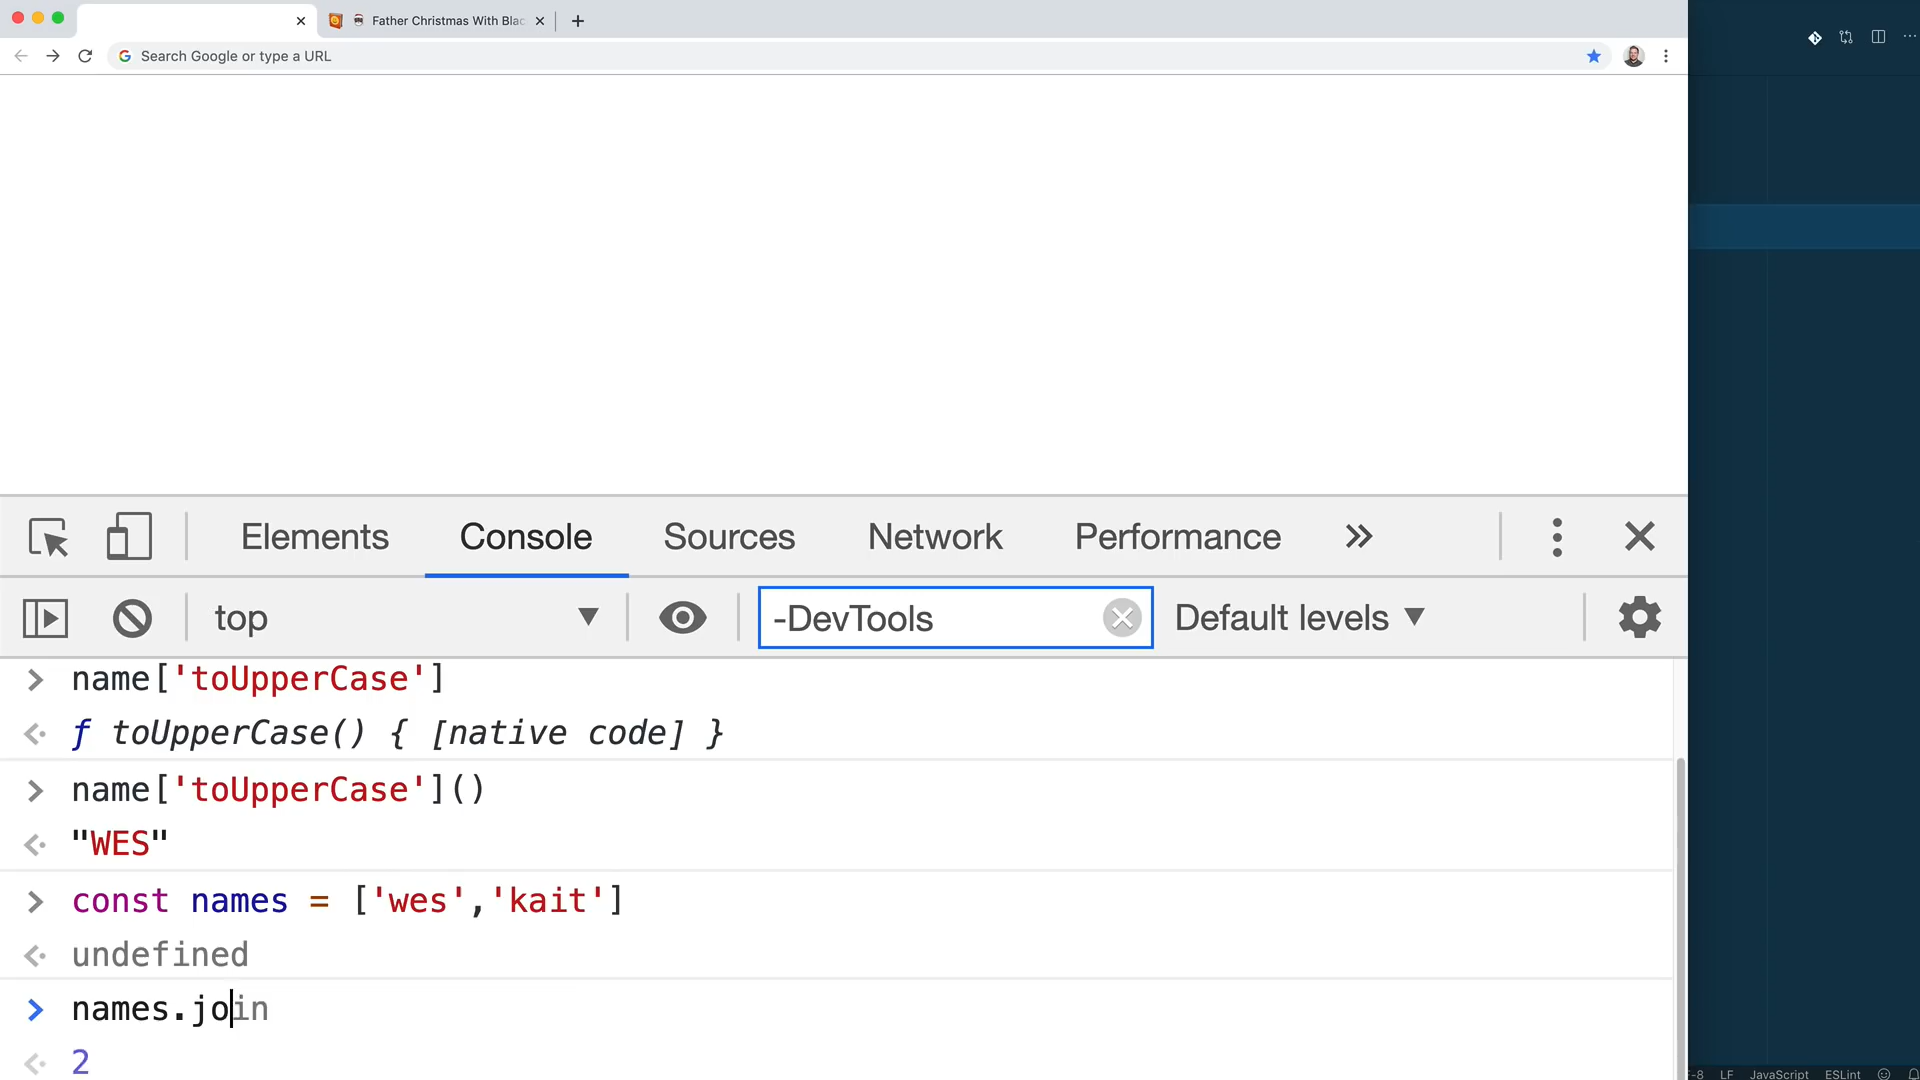 Father Christmas With Blac
Search Google or type a URL
Elements Console Sources Network Performance
top -DevTools Default levels
> name['toUpperCase']
ƒ toUpperCase() { [native code] }
> name['toUpperCase']()
"WES"
> const names = ['wes','kait']
undefined
> names.join
2
-8 LF JavaScript ESLint